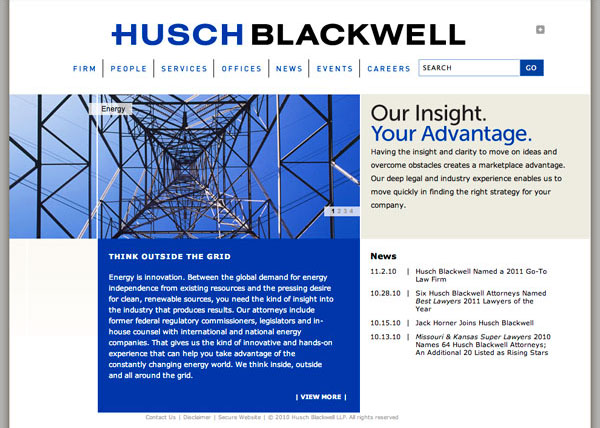 HUSCH BLACKWELL
FIRM | PEOPLE | SERVICES | OFFICES | NEWS | EVENTS | CAREERS SEARCH GO
Energy
1 2 3 4
Our Insight.
Your Advantage.
Having the insight and clarity to move on ideas and
overcome obstacles creates a marketplace advantage.
Our deep legal and industry experience enables us to
move quickly in finding the right strategy for your
company.
THINK OUTSIDE THE GRID
Energy is innovation. Between the global demand for energy
independence from existing resources and the pressing desire
for clean, renewable sources, you need the kind of insight into
the industry that produces results. Our attorneys include
former federal regulatory commissioners, legislators and in-
house counsel with international and national energy
companies. That gives us the kind of innovative and hands-on
experience that can help you take advantage of the
constantly changing energy world. We think inside, outside
and all around the grid.
| VIEW MORE |
News
11.2.10 | Husch Blackwell Named a 2011 Go-To
Law Firm
10.28.10 | Six Husch Blackwell Attorneys Named
Best Lawyers 2011 Lawyers of the
Year
10.15.10 | Jack Horner Joins Husch Blackwell
10.13.10 | Missouri & Kansas Super Lawyers 2010
Names 64 Husch Blackwell Attorneys;
An Additional 20 Listed as Rising Stars
Contact Us | Disclaimer | Secure Website | © 2010 Husch Blackwell LLP. All rights reserved